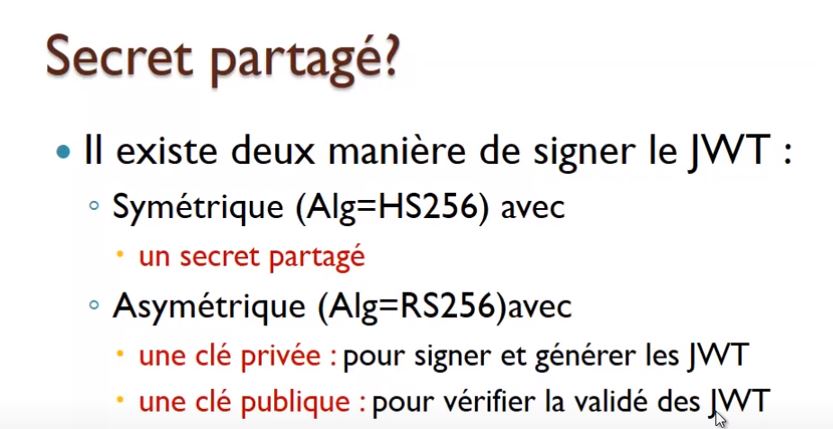 Secret partagé?
• Il existe deux manière de signer le JWT :
◦ Symétrique (Alg=HS256) avec
• un secret partagé
◦ Asymétrique (Alg=RS256)avec
• une clé privée : pour signer et générer les JWT
• une clé publique : pour vérifier la validé des JWT